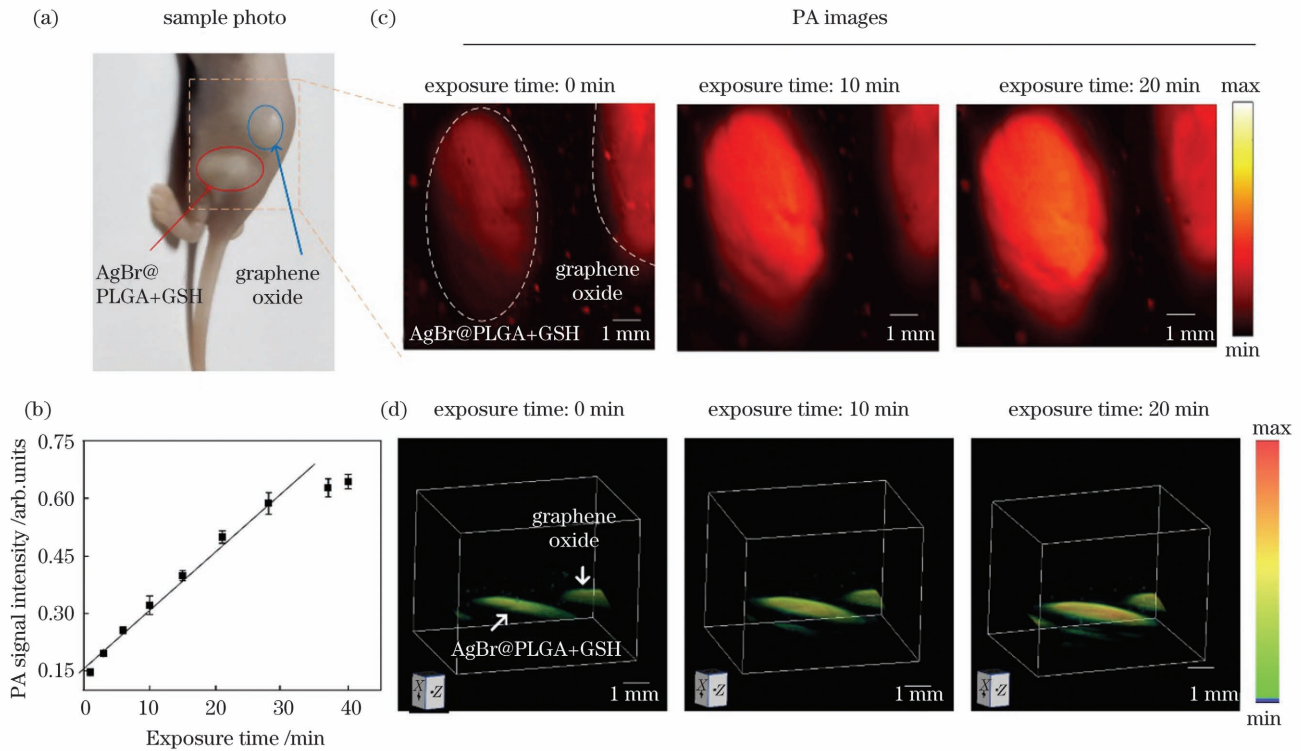 (a)
sample photo
AgBr@
PLGA+GSH
graphene
oxide
(c)
PA images
exposure time: 0 min
exposure time: 10 min
exposure time: 20 min
graphene
oxide
AgBr@PLGA+GSH
1 mm
1 mm
1 mm
max
min
(b)
PA signal intensity /arb.units
0.75
0.60
0.45
0.30
0.15
0
10
20
30
40
Exposure time /min
(d)
exposure time: 0 min
exposure time: 10 min
exposure time: 20 min
graphene
oxide
AgBr@PLGA+GSH
X Z
1 mm
X Z
1 mm
X Z
1 mm
max
min